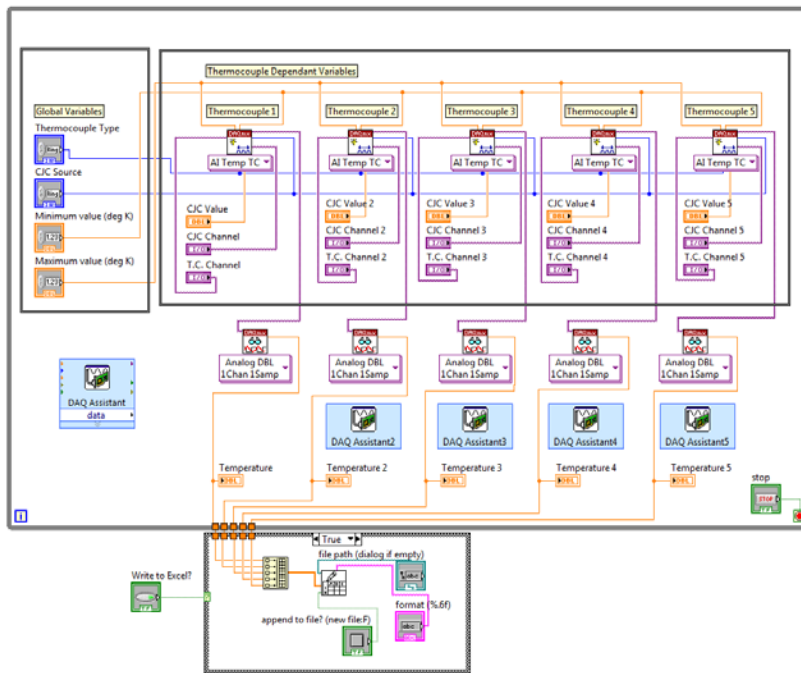 Thermocouple Dependant Variables
Global Variables
Thermocouple 1
Thermocouple 2
Thermocouple 3
Thermocouple 4
Thermocouple 5
Thermocouple Type
AI Temp TC
AI Temp TC
AI Temp TC
AI Temp TC
AI Temp TC
CJC Source
CJC Value
CJC Value 2
CJC Value 3
CJC Value 4
CJC Value 5
Minimum value (deg K)
CJC Channel
CJC Channel 2
CJC Channel 3
CJC Channel 4
CJC Channel 5
Maximum value (deg K)
T.C. Channel
T.C. Channel 2
T.C. Channel 3
T.C. Channel 4
T.C. Channel 5
Analog DBL
1Chan 1Samp
Analog DBL
1Chan 1Samp
Analog DBL
1Chan 1Samp
Analog DBL
1Chan 1Samp
Analog DBL
1Chan 1Samp
DAQ Assistant
data
DAQ Assistant2
DAQ Assistant3
DAQ Assistant4
DAQ Assistant5
Temperature
Temperature 2
Temperature 3
Temperature 4
Temperature 5
DBL
DBL
DBL
DBL
DBL
stop
STOP
TF
i
True
file path (dialog if empty)
Write to Excel?
TF
format (%.6f)
abc
append to file? (new file:F)
TF